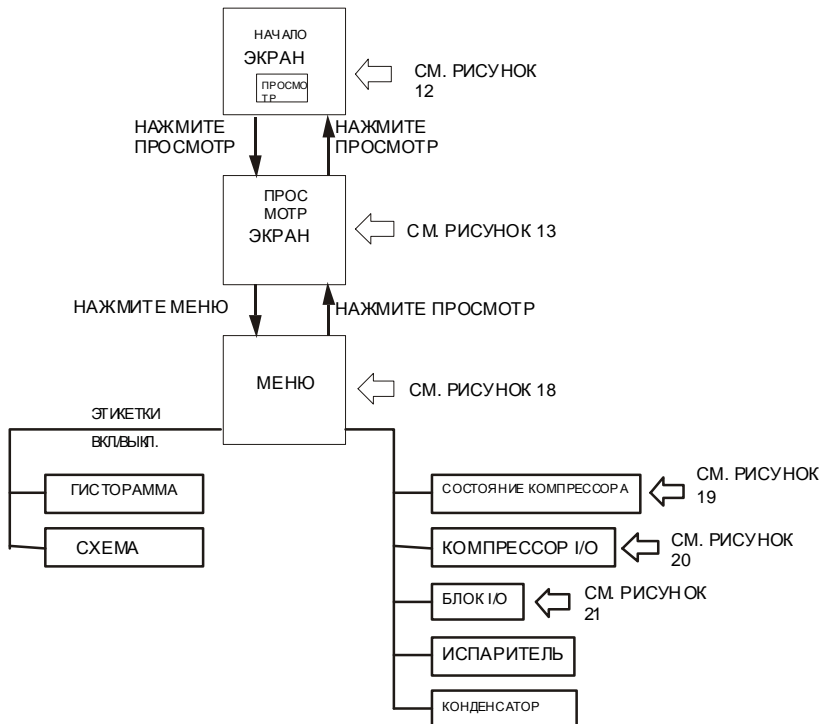 НАЧАЛО
ЭКРАН
ПРОСМО
ТР
СМ. РИСУНОК
12
НАЖМИТЕ
ПРОСМОТР
НАЖМИТЕ
ПРОСМОТР
ПРОС
МОТР
ЭКРАН
СМ. РИСУНОК 13
НАЖМИТЕ МЕНЮ
НАЖМИТЕ ПРОСМОТР
МЕНЮ
СМ. РИСУНОК 18
ЭТИКЕТКИ
ВКЛ/ВЫКЛ.
ГИСТОРАММА
СХЕМА
СОСТОЯНИЕ КОМПРЕССОРА
СМ. РИСУНОК
19
КОМПРЕССОР I/O
СМ. РИСУНОК
20
БЛОК I/O
СМ. РИСУНОК
21
ИСПАРИТЕЛЬ
КОНДЕНСАТОР